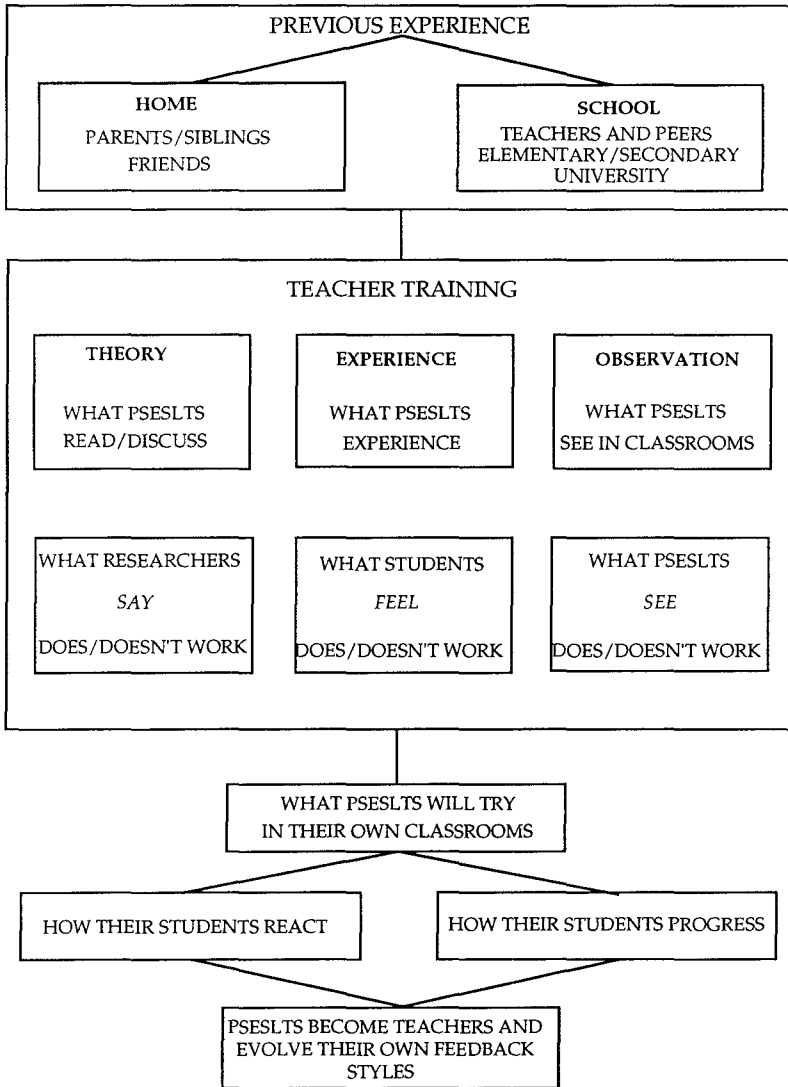 PREVIOUS EXPERIENCE
HOME
PARENTS/SIBLINGS
FRIENDS
SCHOOL
TEACHERS AND PEERS
ELEMENTARY/SECONDARY
UNIVERSITY
TEACHER TRAINING
THEORY
WHAT PSESLTS
READ/DISCUSS
EXPERIENCE
WHAT PSESLTS
EXPERIENCE
OBSERVATION
WHAT PSESLTS
SEE IN CLASSROOMS
WHAT RESEARCHERS
SAY
DOES/DOESN'T WORK
WHAT STUDENTS
FEEL
DOES/DOESN'T WORK
WHAT PSESLTS
SEE
DOES/DOESN'T WORK
WHAT PSESLTS WILL TRY
IN THEIR OWN CLASSROOMS
HOW THEIR STUDENTS REACT
HOW THEIR STUDENTS PROGRESS
PSESLTS BECOME TEACHERS AND
EVOLVE THEIR OWN FEEDBACK
STYLES